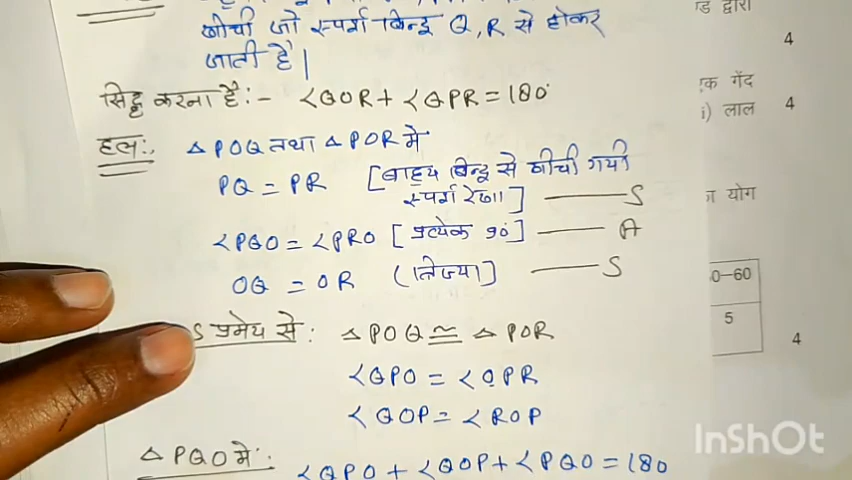 खीची जो स्पर्श बिन्दु Q, R से होकर
जाती है |
सिद्ध करना है:- ∠QOR + ∠QPR = 180°
हल:- △POQ तथा △POR मे
PQ = PR [बाह्य बिन्दु से खीची गयी
स्पर्श रेखा] —— S
∠PQO = ∠PRO [प्रत्येक 90°] —— A
OQ = OR (त्रिज्या] —— S
S प्रमेय से: △POQ ≅ △POR
∠QPO = ∠OPR
∠QOP = ∠ROP
△PQO मे:
∠QPO + ∠QOP + ∠PQO = 180
द्वारा
4
एक गेंद
i) लाल 4
योग
0-60
5
4
InShOt